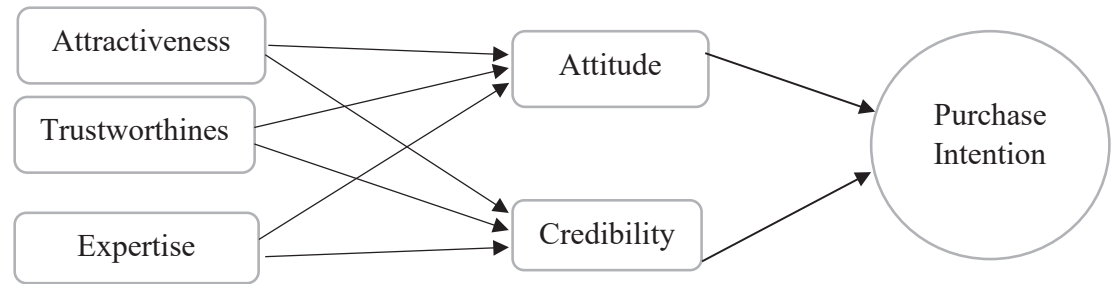 Attractiveness
Trustworthines
Expertise
Attitude
Credibility
Purchase
Intention